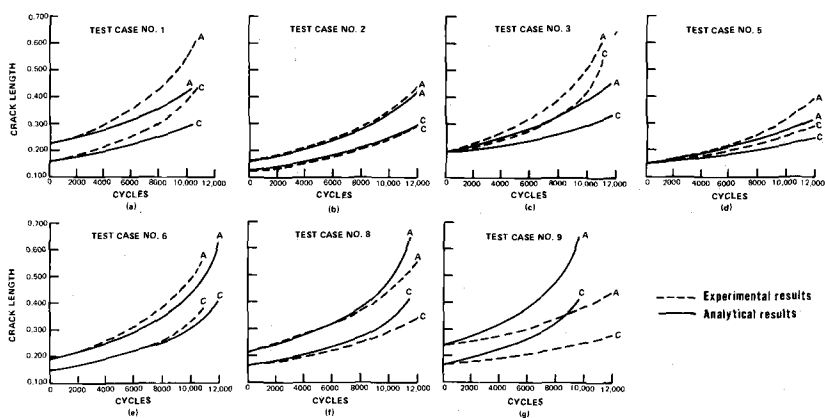 TEST CASE NO. 1
TEST CASE NO. 2
TEST CASE NO. 3
TEST CASE NO. 5
CRACK LENGTH
0.700
0.600
0.500
0.400
0.300
0.200
0.100
A
A
C
C
0 2000 4000 6000 8000 10,000 12,000
CYCLES
(a)
A
A
C
C
0 2000 4000 6000 8000 10,000 12,000
CYCLES
(b)
A
C
A
C
0 2000 4000 6000 8000 10,000 12,000
CYCLES
(c)
A
A
C
C
0 2000 4000 6000 8000 10,000 12,000
CYCLES
(d)
TEST CASE NO. 6
TEST CASE NO. 8
TEST CASE NO. 9
CRACK LENGTH
0.700
0.600
0.500
0.400
0.300
0.200
0.100
A
A
C
C
0 2000 4000 6000 8000 10,000 12,000
CYCLES
(e)
A
A
C
C
0 2000 4000 6000 8000 10,000 12,000
CYCLES
(f)
A
A
C
C
0 2000 4000 6000 8000 10,000 12,000
CYCLES
(g)
Experimental results
Analytical results